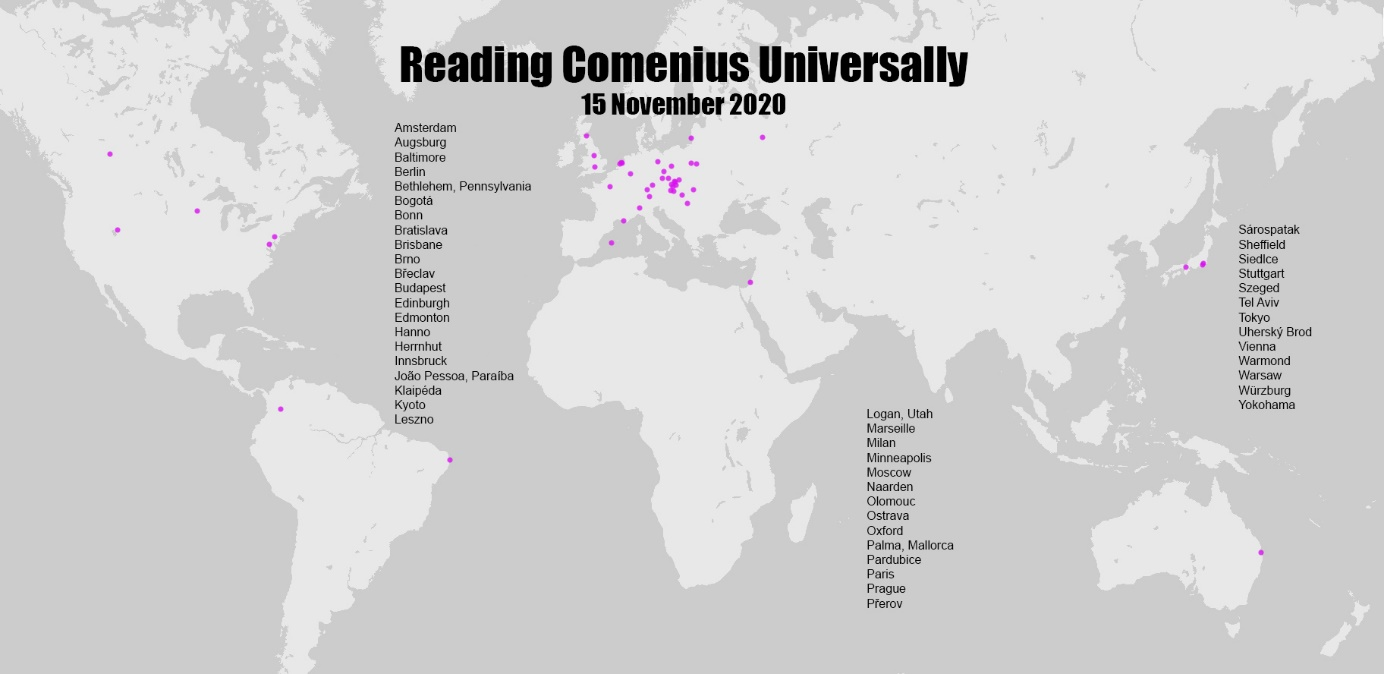 Reading Comenius Universally
15 November 2020
Amsterdam
Augsburg
Baltimore
Berlin
Bethlehem, Pennsylvania
Bogotá
Bonn
Bratislava
Brisbane
Brno
Břeclav
Budapest
Edinburgh
Edmonton
Hanno
Herrnhut
Innsbruck
João Pessoa, Paraíba
Klaipéda
Kyoto
Leszno
Logan, Utah
Marseille
Milan
Minneapolis
Moscow
Naarden
Olomouc
Ostrava
Oxford
Palma, Mallorca
Pardubice
Paris
Prague
Přerov
Sárospatak
Sheffield
Siedlce
Stuttgart
Szeged
Tel Aviv
Tokyo
Uherský Brod
Vienna
Warmond
Warsaw
Würzburg
Yokohama